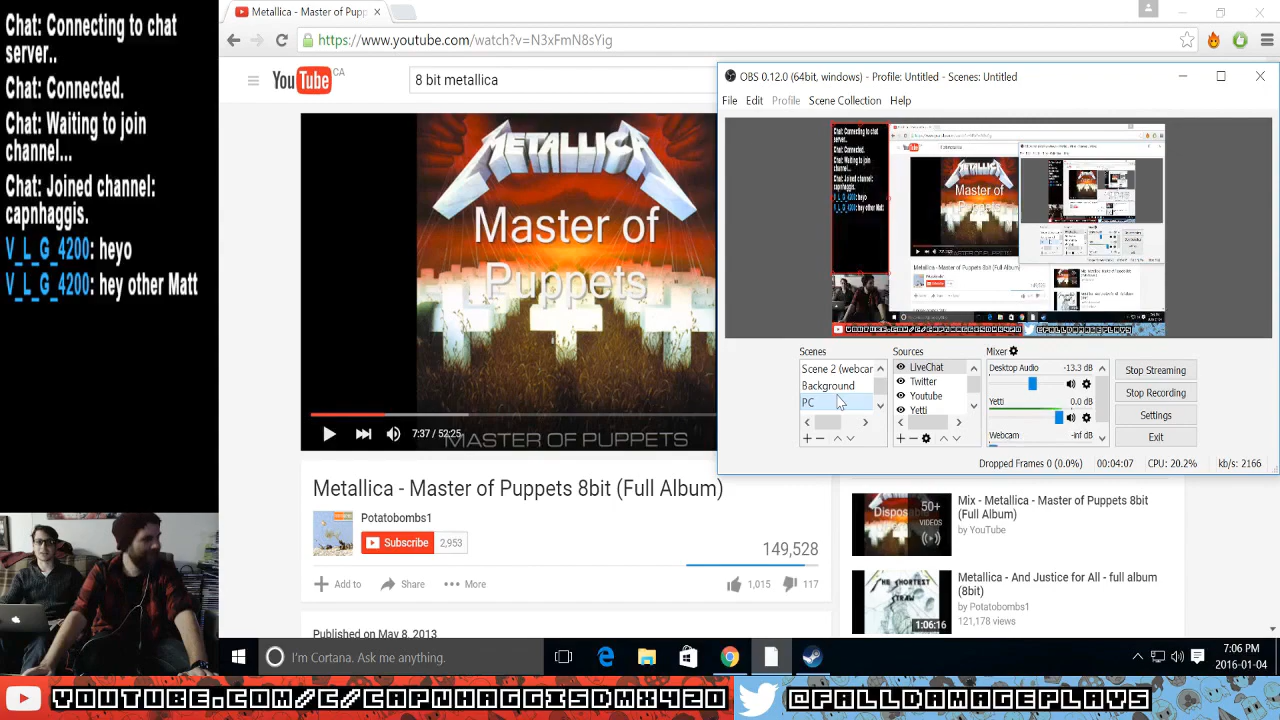 Chat: Connecting to chat
server..
Chat: Connected.
Chat: Waiting to join
channel...
Chat: Joined channel:
capnhaggis.
V_L_G_4200: heyo
V_L_G_4200: hey other Matt
Metallica - Master of Pupp
https://www.youtube.com/watch?v=N3xFmN8sYig
YouTube CA
8 bit metallica
METALLICA
Master of
Puppets
7:37 / 52:25
MASTER OF PUPPETS
Metallica - Master of Puppets 8bit (Full Album)
Potatobombs1
Subscribe 2,953
149,528
Add to Share More 1,015 117
Published on May 8, 2013
OBS 0.12.0 (64bit, windows) - Profile: Untitled - Scenes: Untitled
File Edit Profile Scene Collection Help
Scenes
Scene 2 (webcar
Background
PC
Sources
LiveChat
Twitter
Youtube
Yetti
Mixer
Desktop Audio -13.3 dB
Yetti 0.0 dB
Webcam -inf dB
Stop Streaming
Stop Recording
Settings
Exit
Dropped Frames 0 (0.0%) 00:04:07 CPU: 20.2% kb/s: 2166
50+
VIDEOS
Mix - Metallica - Master of Puppets 8bit
(Full Album)
by YouTube
1:06:16
Metallica - And Justice for All - full album
(8bit)
by Potatobombs1
121,178 views
I'm Cortana. Ask me anything.
7:06 PM
2016-01-04
YOUTUBE.COM/C/CAPNHAGGISDMX420
@FALLDAMAGEPLAYS